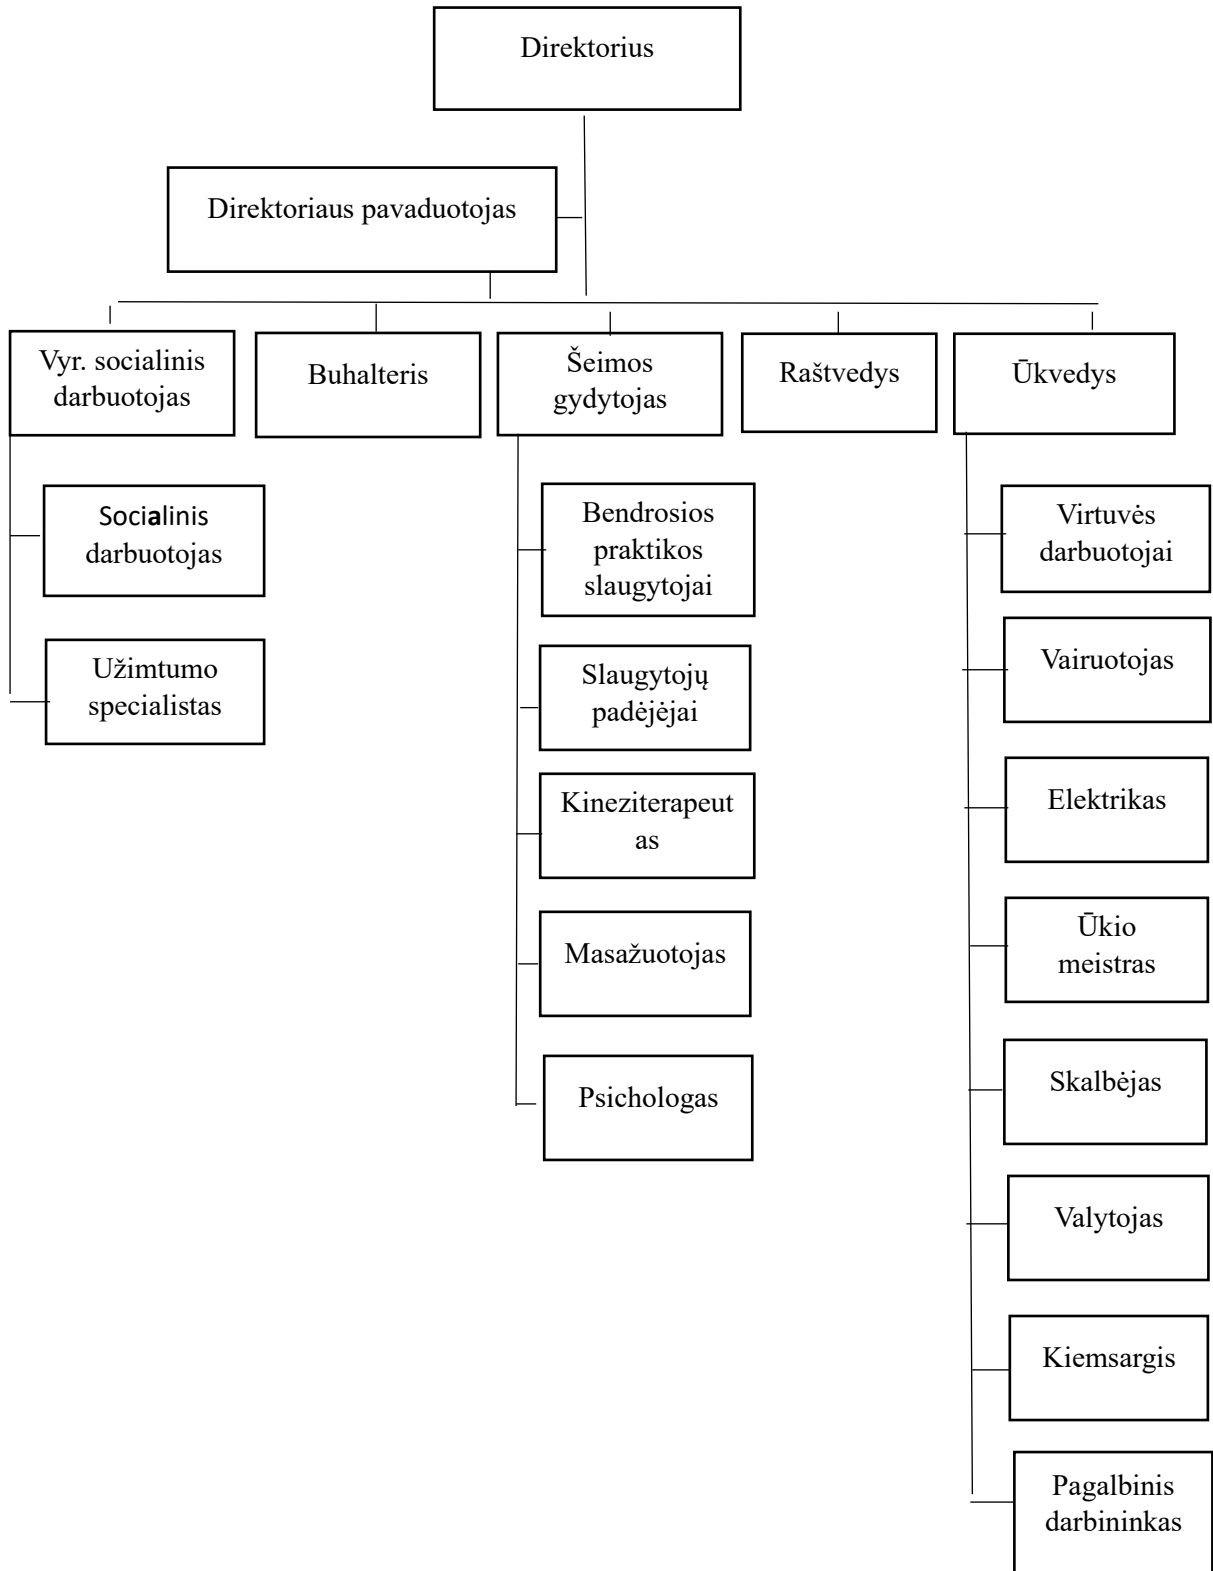 Direktorius
Direktoriaus pavaduotojas
Vyr. socialinis
darbuotojas
Buhalteris
Šeimos
gydytojas
Raštvedys
Ūkvedys
Socialinis
darbuotojas
Užimtumo
specialistas
Bendrosios
praktikos
slaugytojai
Slaugytojų
padėjėjai
Kineziterapeut
as
Masažuotojas
Psichologas
Virtuvės
darbuotojai
Vairuotojas
Elektrikas
Ūkio
meistras
Skalbėjas
Valytojas
Kiemsargis
Pagalbinis
darbininkas